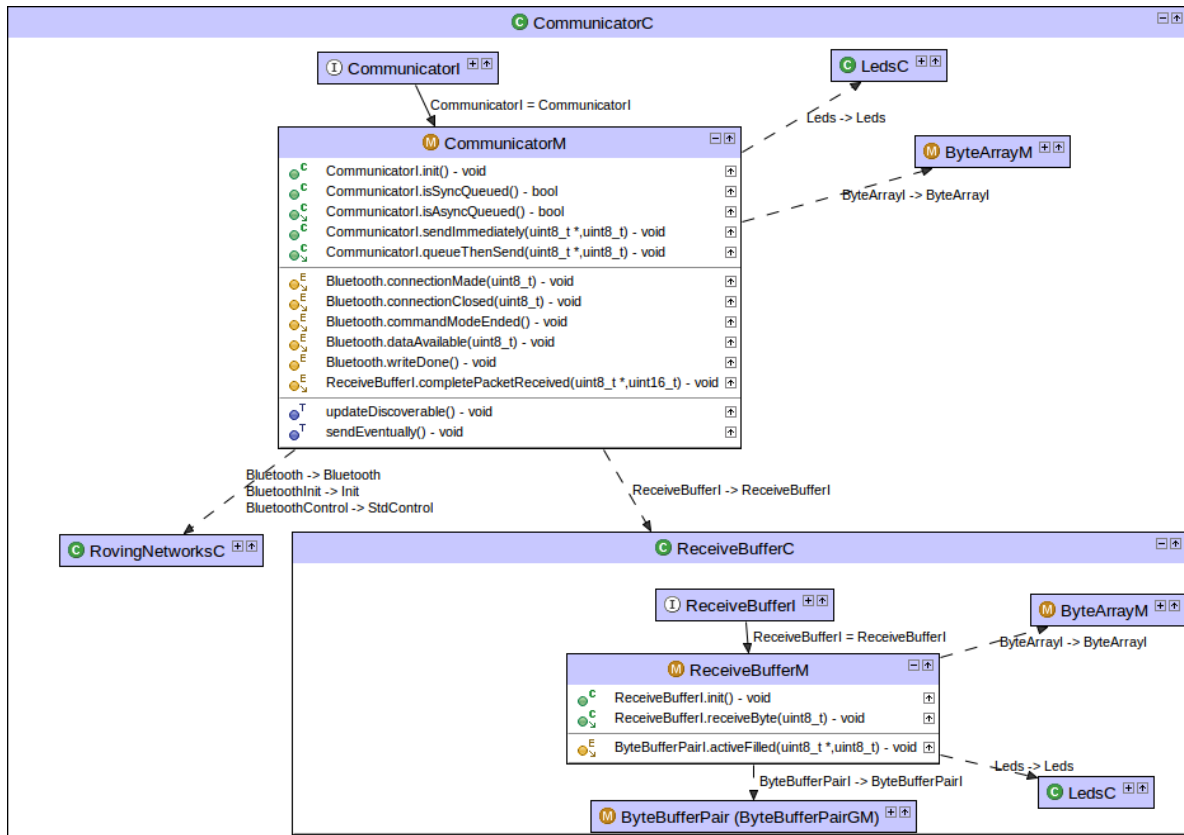 C CommunicatorC
I CommunicatorI
C LedsC
CommunicatorI = CommunicatorI
Leds -> Leds
M CommunicatorM
M ByteArrayM
C CommunicatorI.init() - void
C CommunicatorI.isSyncQueued() - bool
C CommunicatorI.isAsyncQueued() - bool
ByteArrayI -> ByteArrayI
C CommunicatorI.sendImmediately(uint8_t *,uint8_t) - void
C CommunicatorI.queueThenSend(uint8_t *,uint8_t) - void
E Bluetooth.connectionMade(uint8_t) - void
E Bluetooth.connectionClosed(uint8_t) - void
E Bluetooth.commandModeEnded() - void
E Bluetooth.dataAvailable(uint8_t) - void
E Bluetooth.writeDone() - void
E ReceiveBufferI.completePacketReceived(uint8_t *,uint16_t) - void
T updateDiscoverable() - void
T sendEventually() - void
Bluetooth -> Bluetooth
BluetoothInit -> Init
BluetoothControl -> StdControl
ReceiveBufferI -> ReceiveBufferI
C RovingNetworksC
C ReceiveBufferC
I ReceiveBufferI
M ByteArrayM
ReceiveBufferI = ReceiveBufferI
ByteArrayI -> ByteArrayI
M ReceiveBufferM
C ReceiveBufferI.init() - void
C ReceiveBufferI.receiveByte(uint8_t) - void
E ByteBufferPairI.activeFilled(uint8_t *,uint8_t) - void
Leds -> Leds
ByteBufferPairI -> ByteBufferPairI
C LedsC
M ByteBufferPair (ByteBufferPairGM)